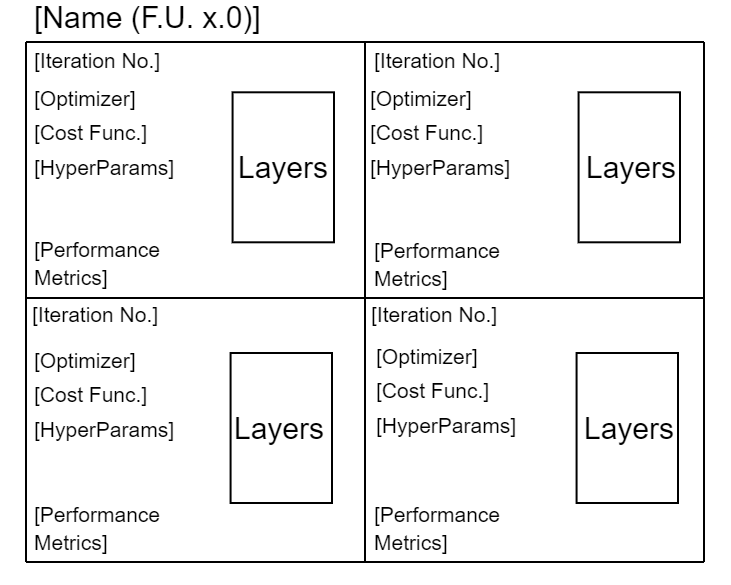 [Name (F.U. x.0)]
[Iteration No.]
[Optimizer]
[Cost Func.]
[HyperParams]
Layers
[Performance
Metrics]
[Iteration No.]
[Optimizer]
[Cost Func.]
[HyperParams]
Layers
[Performance
Metrics]
[Iteration No.]
[Optimizer]
[Cost Func.]
[HyperParams]
Layers
[Performance
Metrics]
[Iteration No.]
[Optimizer]
[Cost Func.]
[HyperParams]
Layers
[Performance
Metrics]